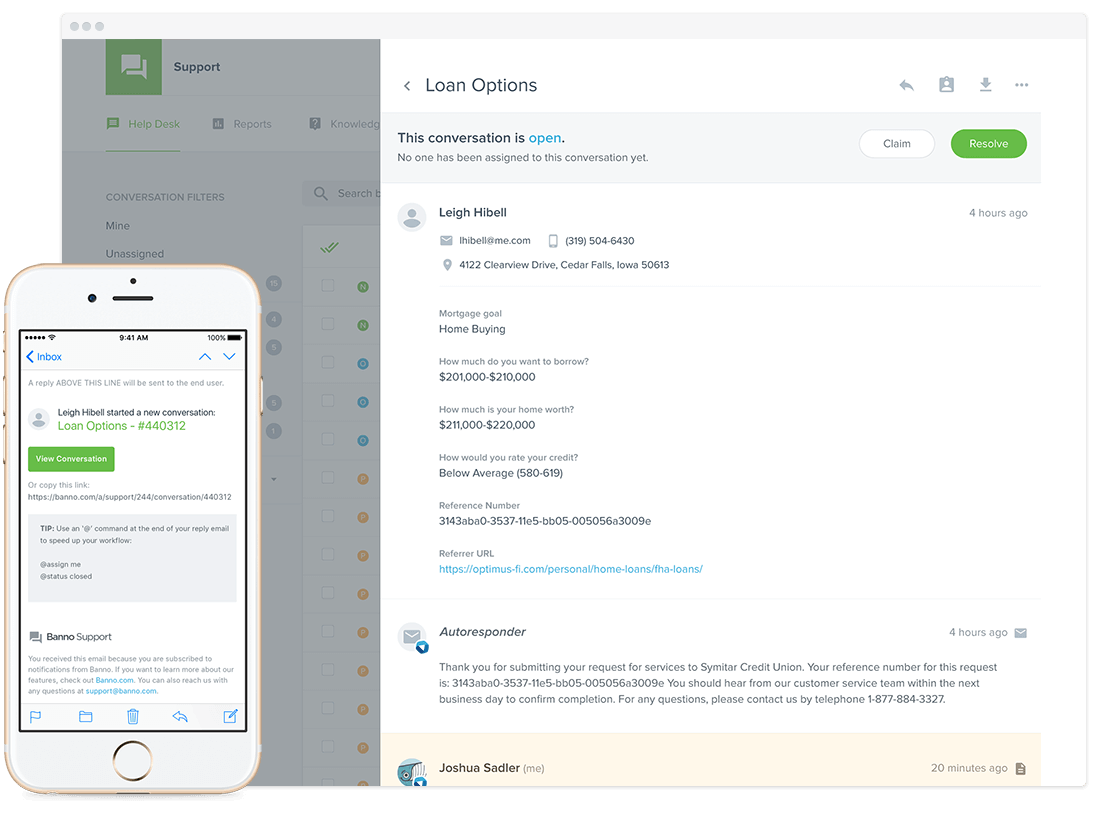 Support
Help Desk
Reports
Knowledg
CONVERSATION FILTERS
Mine
Unassigned
15
4
5
5
1
Search b
N
N
O
O
O
P
P
P
P
P
P
P
P
Loan Options
This conversation is open.
No one has been assigned to this conversation yet.
Claim
Resolve
Leigh Hibell
4 hours ago
lhibell@me.com
(319) 504-6430
4122 Clearview Drive, Cedar Falls, Iowa 50613
Mortgage goal
Home Buying
How much do you want to borrow?
$201,000-$210,000
How much is your home worth?
$211,000-$220,000
How would you rate your credit?
Below Average (580-619)
Reference Number
3143aba0-3537-11e5-bb05-005056a3009e
Referrer URL
https://optimus-fi.com/personal/home-loans/fha-loans/
Autoresponder
4 hours ago
Thank you for submitting your request for services to Symitar Credit Union. Your reference number for this request
is: 3143aba0-3537-11e5-bb05-005056a3009e You should hear from our customer service team within the next
business day to confirm completion. For any questions, please contact us by telephone 1-877-884-3327.
Joshua Sadler (me)
20 minutes ago
9:41 AM
100%
Inbox
A reply ABOVE THIS LINE will be sent to the end user.
Leigh Hibell started a new conversation:
Loan Options - #440312
View Conversation
Or copy this link:
https://banno.com/a/support/244/conversation/440312
TIP: Use an '@' command at the end of your reply email
to speed up your workflow:
@assign me
@status closed
Banno Support
You received this email because you are subscribed to
notifications from Banno. If you want to learn more about our
features, check out Banno.com. You can also reach us with
any questions at support@banno.com.